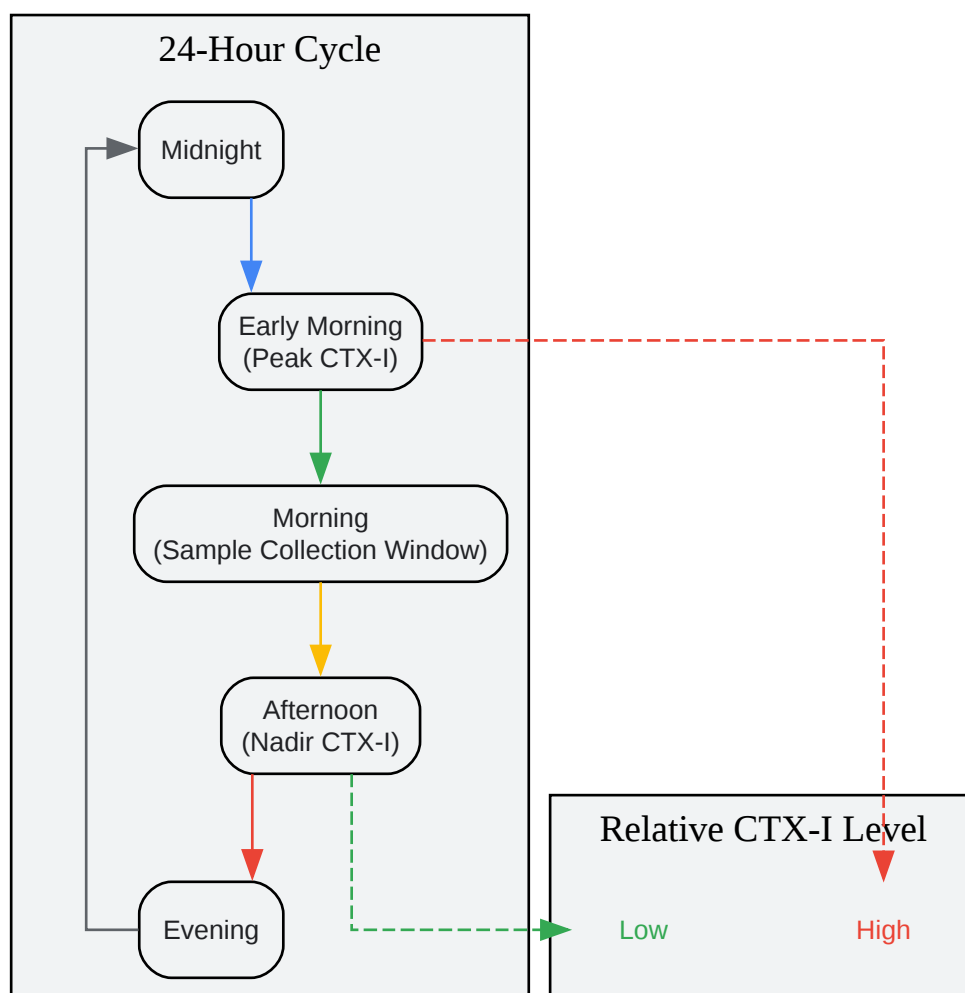 24-Hour Cycle
Midnight
Early Morning
(Peak CTX-I)
Morning
(Sample Collection Window)
Afternoon
(Nadir CTX-I)
Evening
Relative CTX-I Level
Low
High